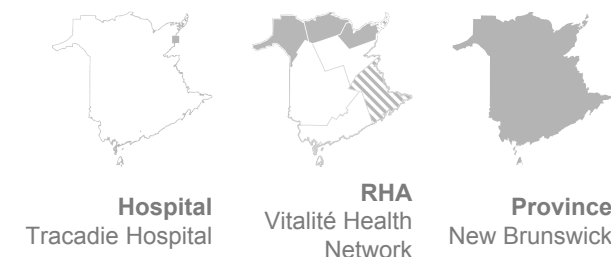 Hospital
Tracadie Hospital
RHA
Vitalité Health
Network
Province
New Brunswick